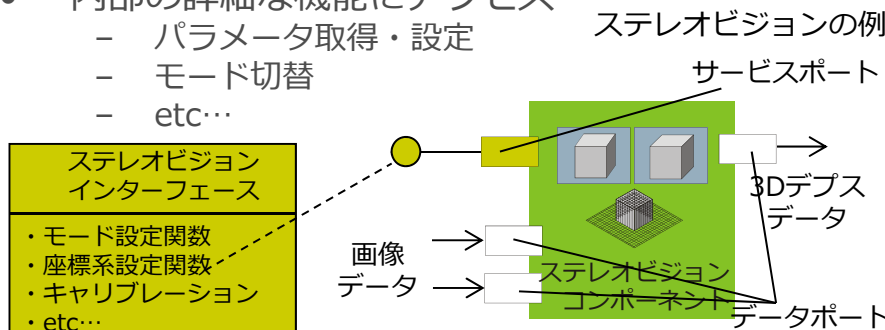 • 内部の詳細な機能にアクセス
– パラメータ取得・設定
– モード切替
– etc…
ステレオビジョンの例
サービスポート
ステレオビジョン
インターフェース
・モード設定関数
・座標系設定関数
・キャリブレーション
・etc…
画像
データ
ステレオビジョン
コンポーネント
3Dデプス
データ
データポート